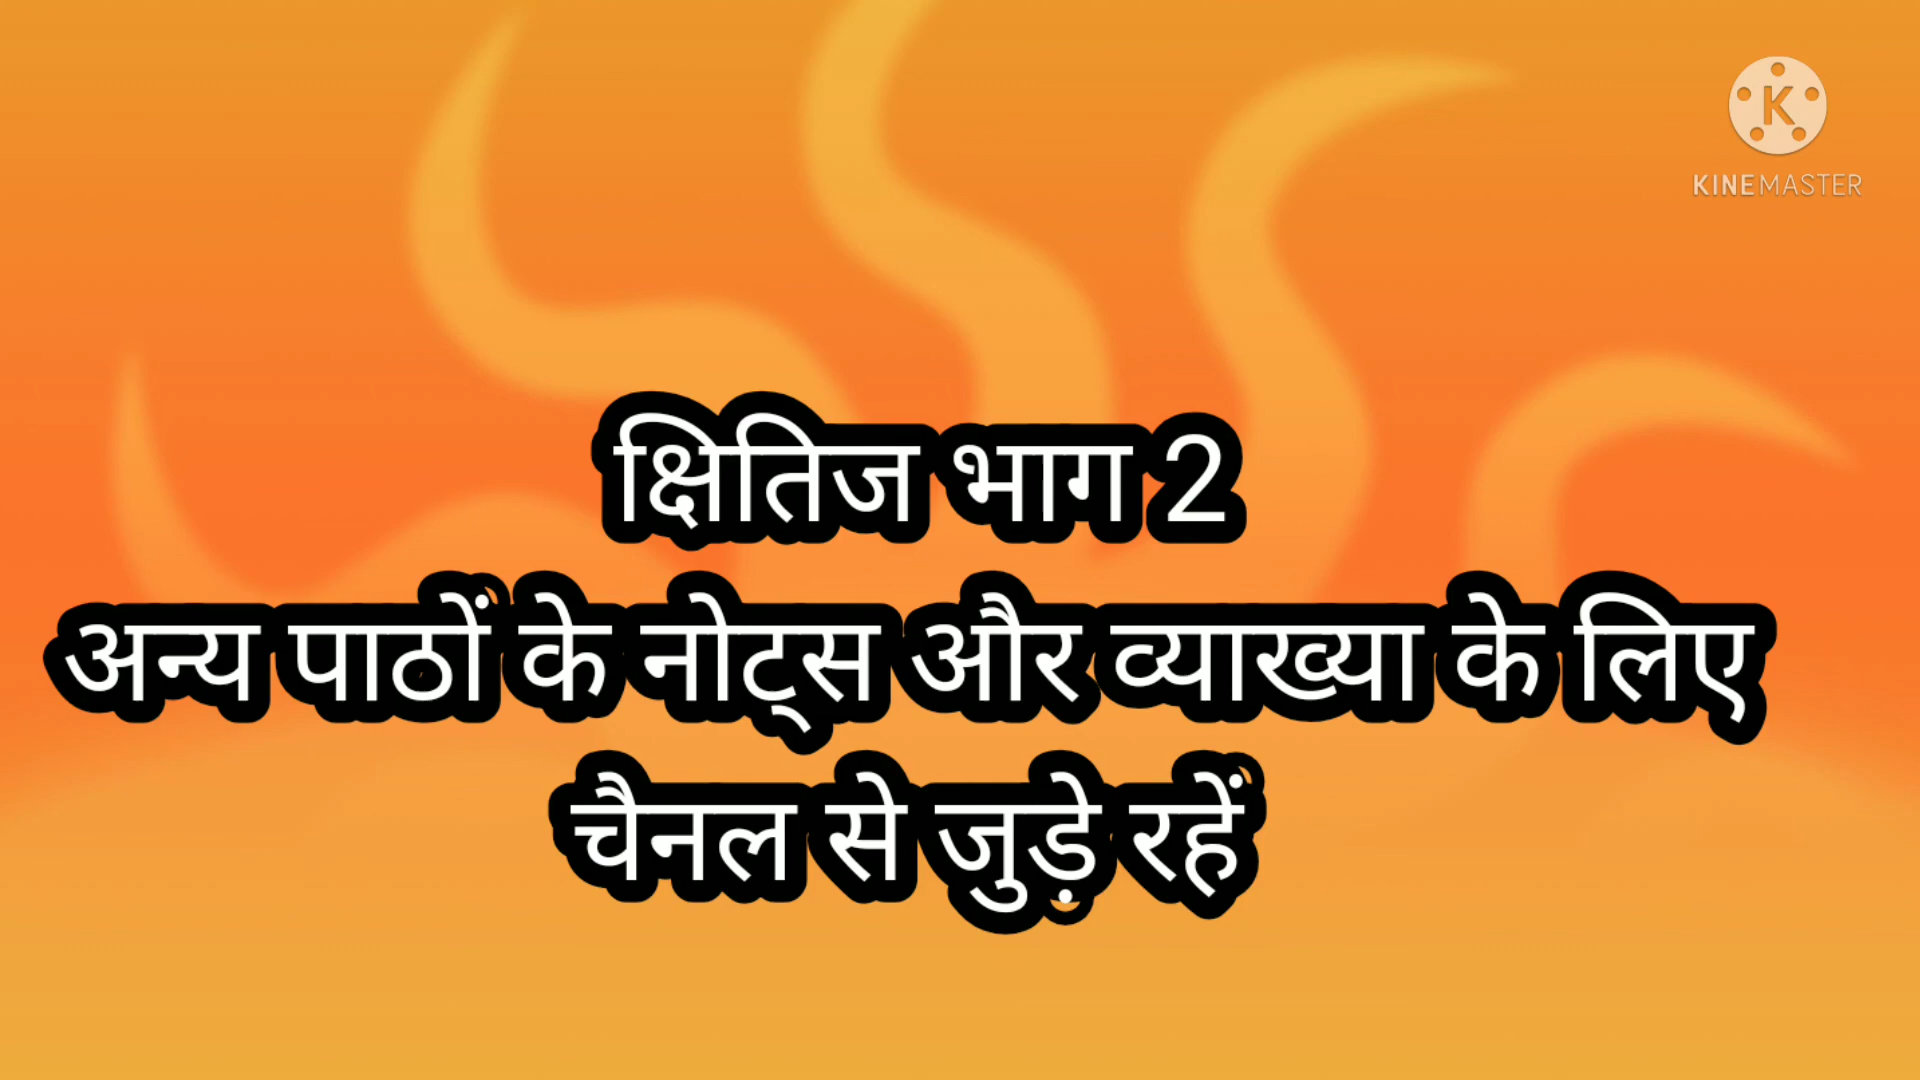 K
KINEMASTER
क्षितिज भाग 2
अन्य पाठों के नोट्स और व्याख्या के लिए
चैनल से जुड़े रहें